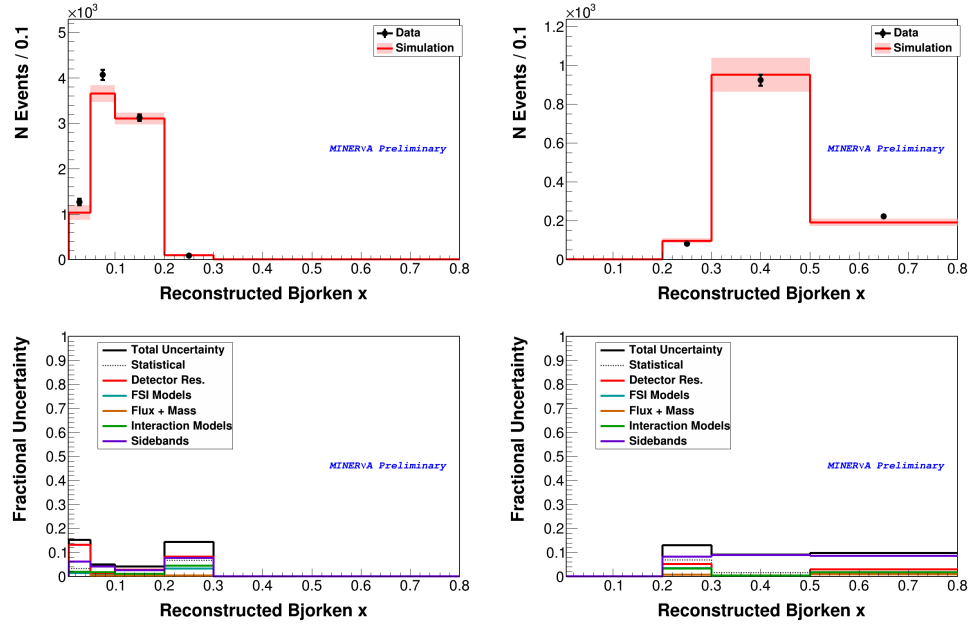 ×10³
5
4
3
2
1
0
N Events / 0.1
Data
Simulation
MINERνA Preliminary
0.1 0.2 0.3 0.4 0.5 0.6 0.7 0.8
Reconstructed Bjorken x
×10³
1.2
1
0.8
0.6
0.4
0.2
0
N Events / 0.1
Data
Simulation
MINERνA Preliminary
0.1 0.2 0.3 0.4 0.5 0.6 0.7 0.8
Reconstructed Bjorken x
1
0.9
0.8
0.7
0.6
0.5
0.4
0.3
0.2
0.1
0
Fractional Uncertainty
Total Uncertainty
Statistical
Detector Res.
FSI Models
Flux + Mass
Interaction Models
Sidebands
MINERνA Preliminary
0.1 0.2 0.3 0.4 0.5 0.6 0.7 0.8
Reconstructed Bjorken x
1
0.9
0.8
0.7
0.6
0.5
0.4
0.3
0.2
0.1
0
Fractional Uncertainty
Total Uncertainty
Statistical
Detector Res.
FSI Models
Flux + Mass
Interaction Models
Sidebands
MINERνA Preliminary
0.1 0.2 0.3 0.4 0.5 0.6 0.7 0.8
Reconstructed Bjorken x